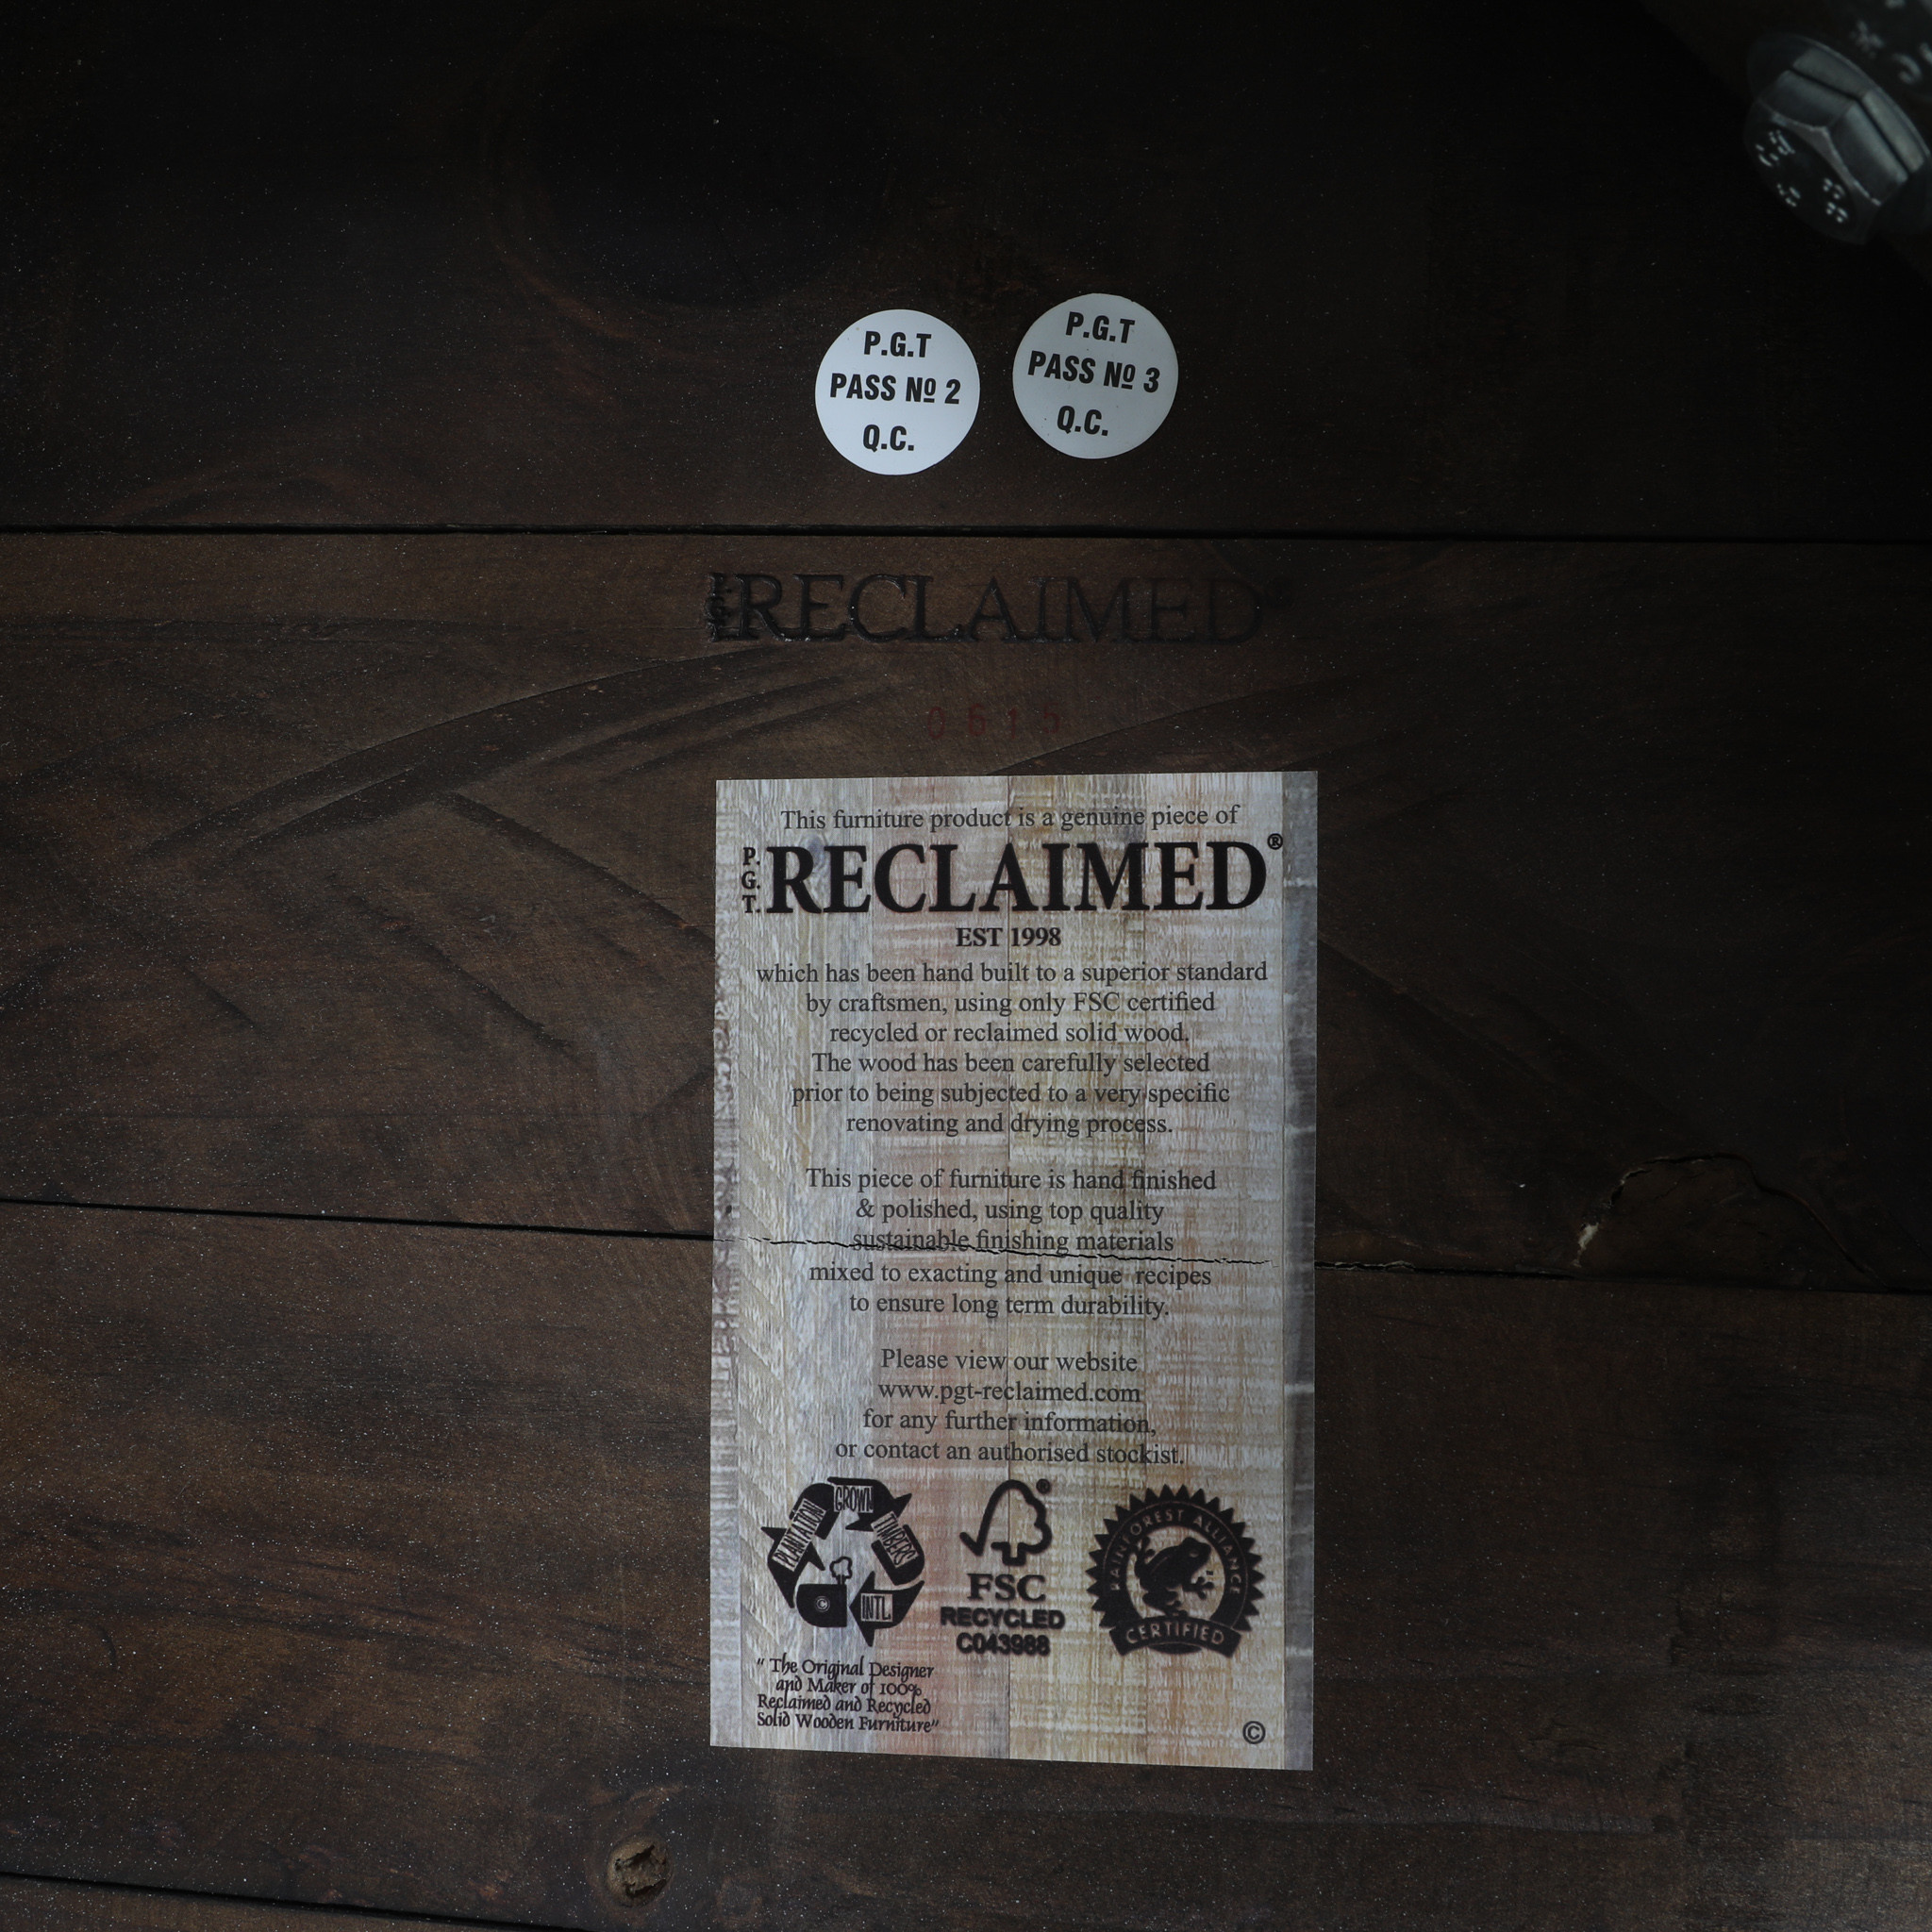 P.G.T
PASS Nº 2
Q.C.
P.G.T
PASS Nº 3
Q.C.
RECLAIMED
0615
This furniture product is a genuine piece of
P.
G.
T.
RECLAIMED®
EST 1998
which has been hand built to a superior standard
by craftsmen, using only FSC certified
recycled or reclaimed solid wood.
The wood has been carefully selected
prior to being subjected to a very specific
renovating and drying process.
This piece of furniture is hand finished
& polished, using top quality
sustainable finishing materials
mixed to exacting and unique recipes
to ensure long term durability.
Please view our website
www.pgt-reclaimed.com
for any further information,
or contact an authorised stockist.
PLANTATION
GROWN
TIMBERS
INTL
©
FSC
RECYCLED
C043988
RAINFOREST ALLIANCE
CERTIFIED
" The Original Designer
and Maker of 100%
Reclaimed and Recycled
Solid Wooden Furniture"
©